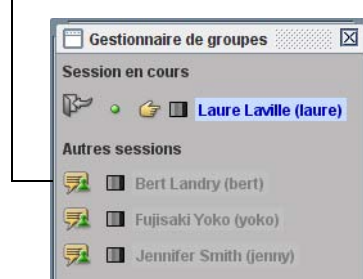 Gestionnaire de groupes
Session en cours
Laure Laville (laure)
Autres sessions
Bert Landry (bert)
Fujisaki Yoko (yoko)
Jennifer Smith (jenny)